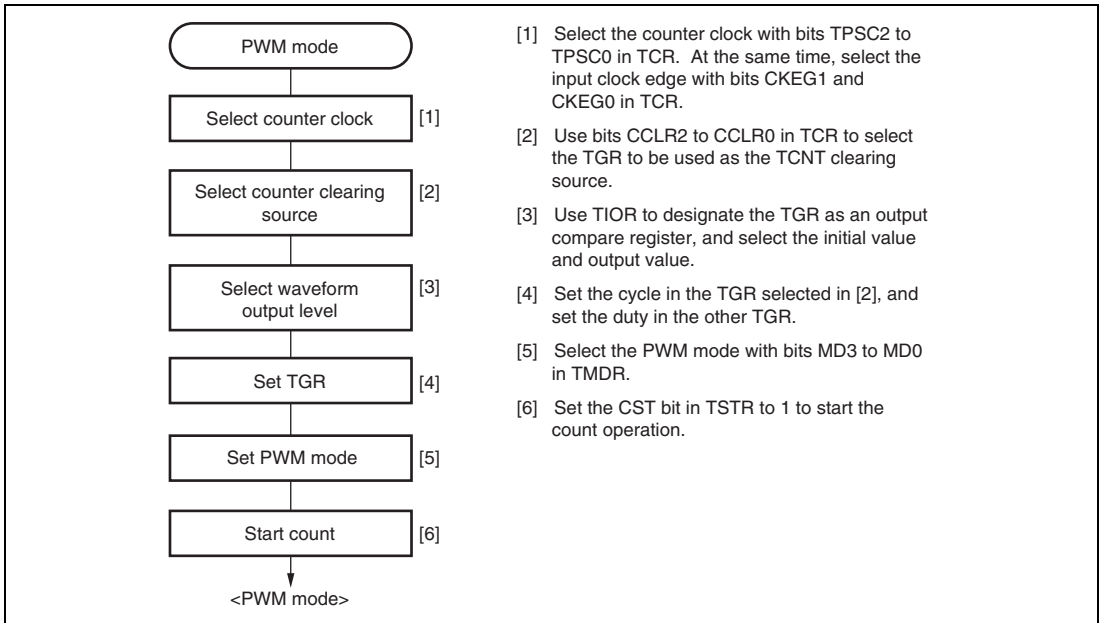 PWM mode
Select counter clock
[1]
Select counter clearing
source
[2]
Select waveform
output level
[3]
Set TGR
[4]
Set PWM mode
[5]
Start count
[6]
<PWM mode>
[1] Select the counter clock with bits TPSC2 to
TPSC0 in TCR. At the same time, select the
input clock edge with bits CKEG1 and
CKEG0 in TCR.
[2] Use bits CCLR2 to CCLR0 in TCR to select
the TGR to be used as the TCNT clearing
source.
[3] Use TIOR to designate the TGR as an output
compare register, and select the initial value
and output value.
[4] Set the cycle in the TGR selected in [2], and
set the duty in the other TGR.
[5] Select the PWM mode with bits MD3 to MD0
in TMDR.
[6] Set the CST bit in TSTR to 1 to start the
count operation.